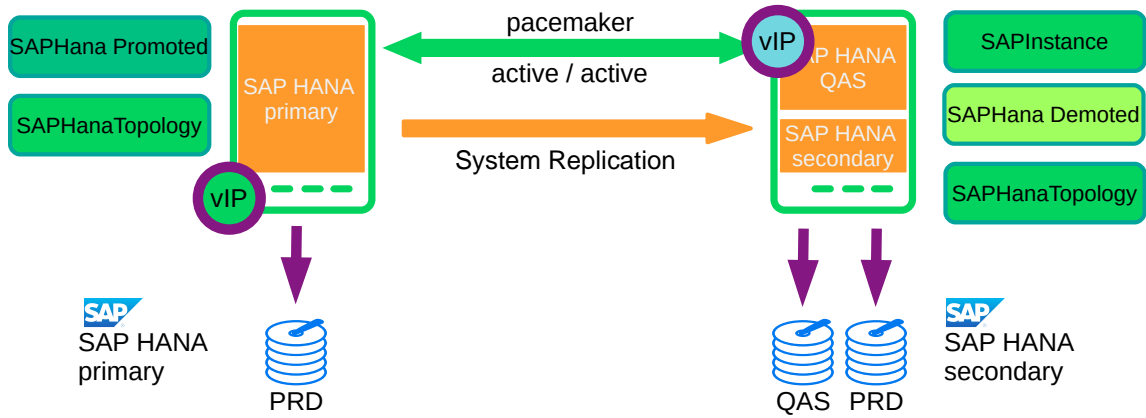 SAPHana Promoted
SAPHanaTopology
SAP HANA
primary
vIP
pacemaker
active / active
System Replication
vIP
SAP HANA
QAS
SAP HANA
secondary
SAPInstance
SAPHana Demoted
SAPHanaTopology
SAP
SAP HANA
primary
PRD
QAS
PRD
SAP
SAP HANA
secondary